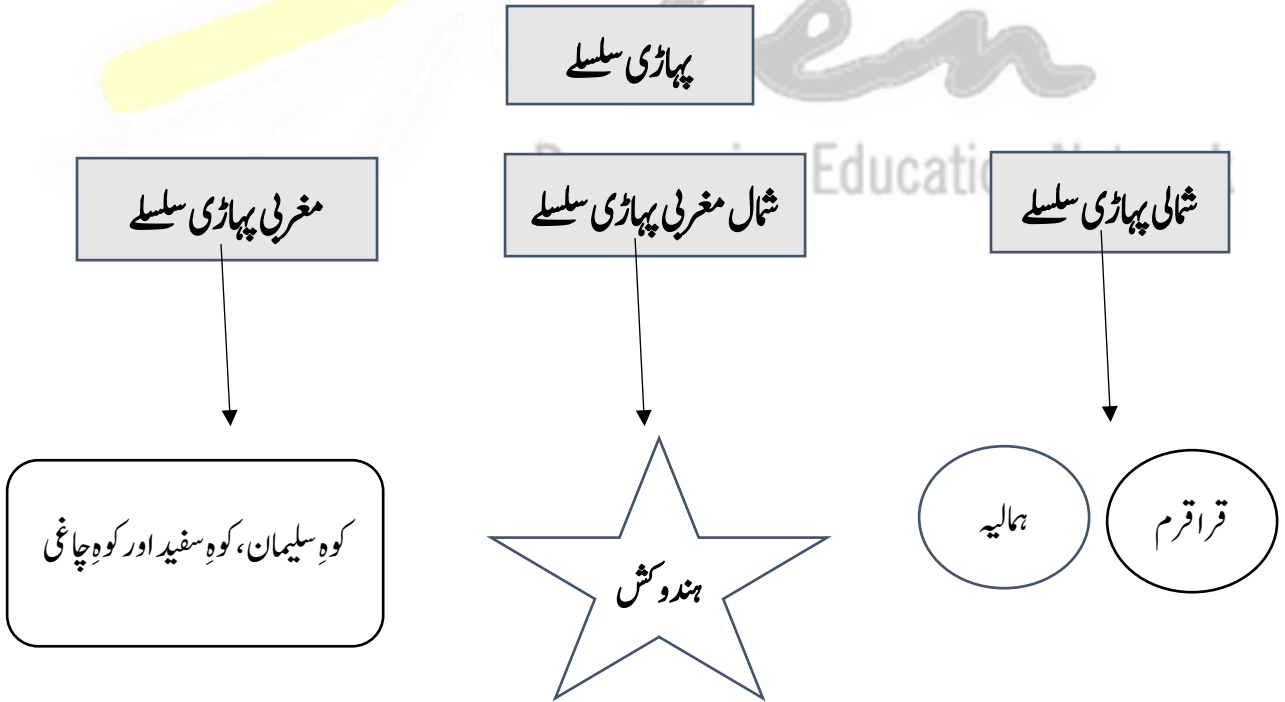 پہاڑی سلسلے
شمالی پہاڑی سلسلے
شمال مغربی پہاڑی سلسلے
مغربی پہاڑی سلسلے
قراقرم
ہمالیہ
ہندوکش
کوہِ سلیمان، کوہِ سفید اور کوہِ چاغی
Education